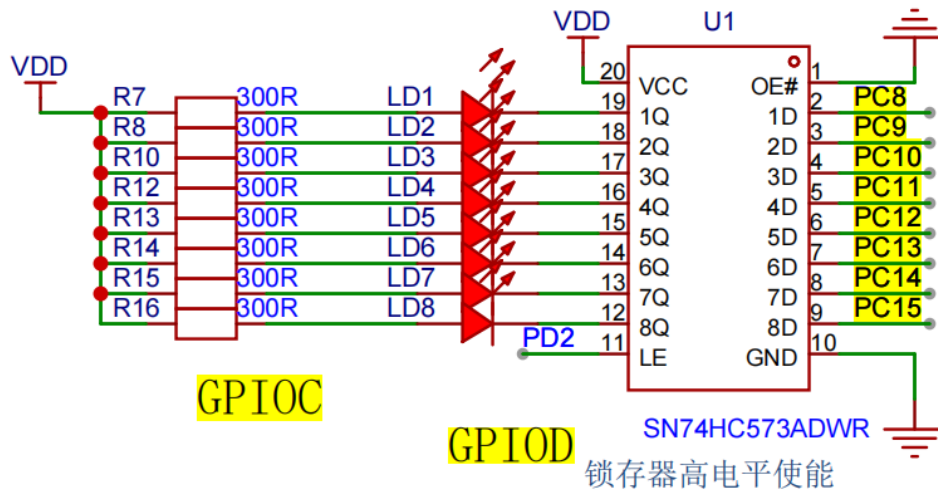 VDD U1
VDD
20 VCC OE# 1
R7 300R LD1 19 1Q 1D 2 PC8
R8 300R LD2 18 2Q 2D 3 PC9
R10 300R LD3 17 3Q 3D 4 PC10
R12 300R LD4 16 4Q 4D 5 PC11
R13 300R LD5 15 5Q 5D 6 PC12
R14 300R LD6 14 6Q 6D 7 PC13
R15 300R LD7 13 7Q 7D 8 PC14
R16 300R LD8 12 8Q 8D 9 PC15
PD2 11 LE GND 10
GPIOC
GPIOD SN74HC573ADWR
锁存器高电平使能